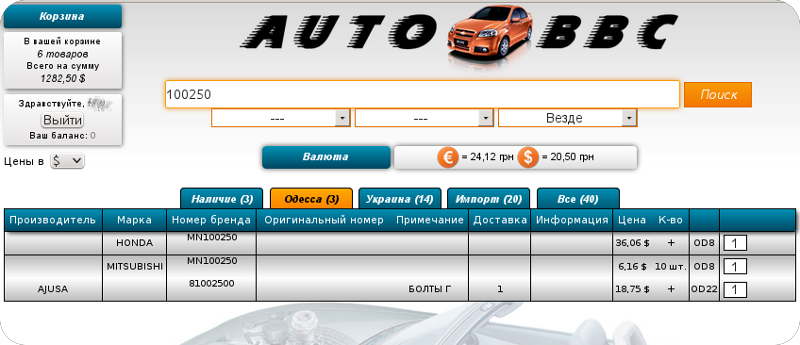 Корзина
В вашей корзине
6 товаров
Всего на сумму
1282,50 $
Здравствуйте,
Выйти
Ваш баланс: 0
Цены в $
AUTO BBC
100250
Поиск
--- --- Везде
Валюта
€ = 24,12 грн $ = 20,50 грн
Наличие (3) Одесса (3) Украина (14) Импорт (20) Все (40)
Производитель Марка Номер бренда Оригинальный номер Примечание Доставка Информация Цена К-во
HONDA MN100250 36,06 $ + OD8 1
MITSUBISHI MN100250 6,16 $ 10 шт. OD8 1
AJUSA 81002500 БОЛТЫ Г 1 18,75 $ + OD22 1